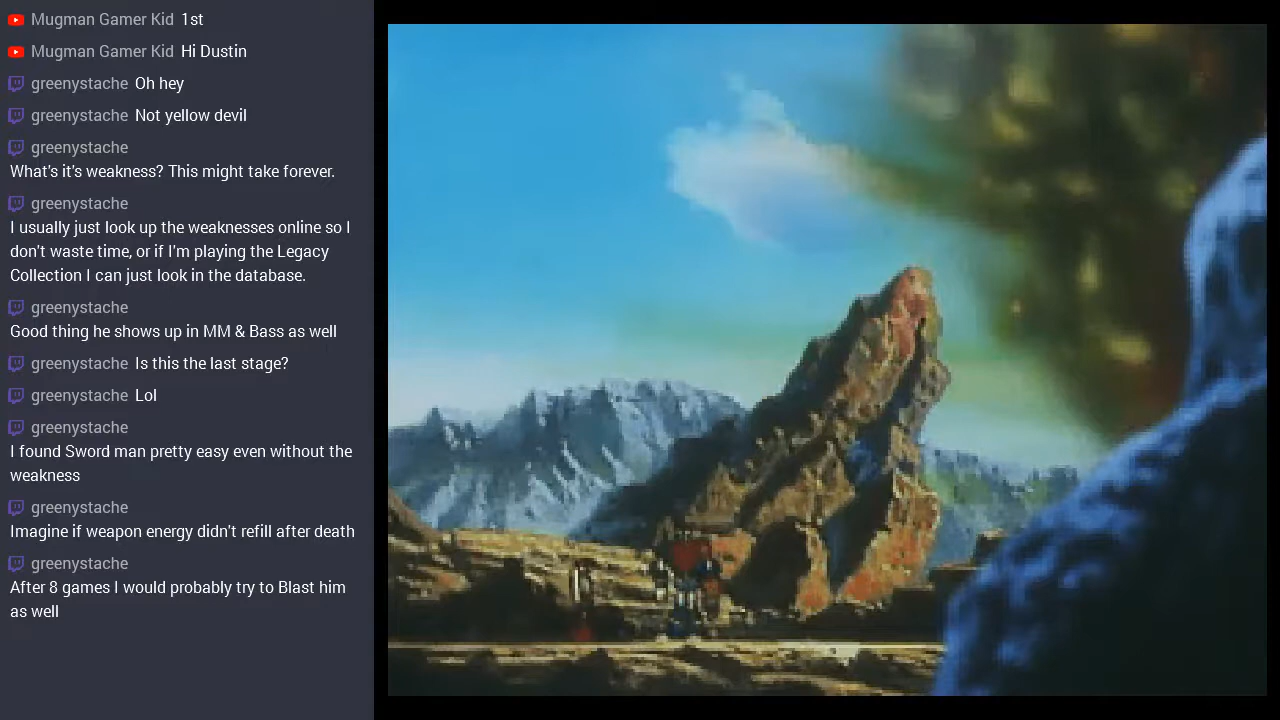 Mugman Gamer Kid 1st
Mugman Gamer Kid Hi Dustin
greenystache Oh hey
greenystache Not yellow devil
greenystache
What's it's weakness? This might take forever.
greenystache
I usually just look up the weaknesses online so I
don't waste time, or if I'm playing the Legacy
Collection I can just look in the database.
greenystache
Good thing he shows up in MM & Bass as well
greenystache Is this the last stage?
greenystache Lol
greenystache
I found Sword man pretty easy even without the
weakness
greenystache
Imagine if weapon energy didn't refill after death
greenystache
After 8 games I would probably try to Blast him
as well